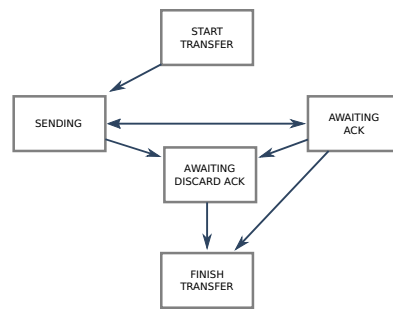 START
TRANSFER
SENDING
AWAITING
ACK
AWAITING
DISCARD ACK
FINISH
TRANSFER